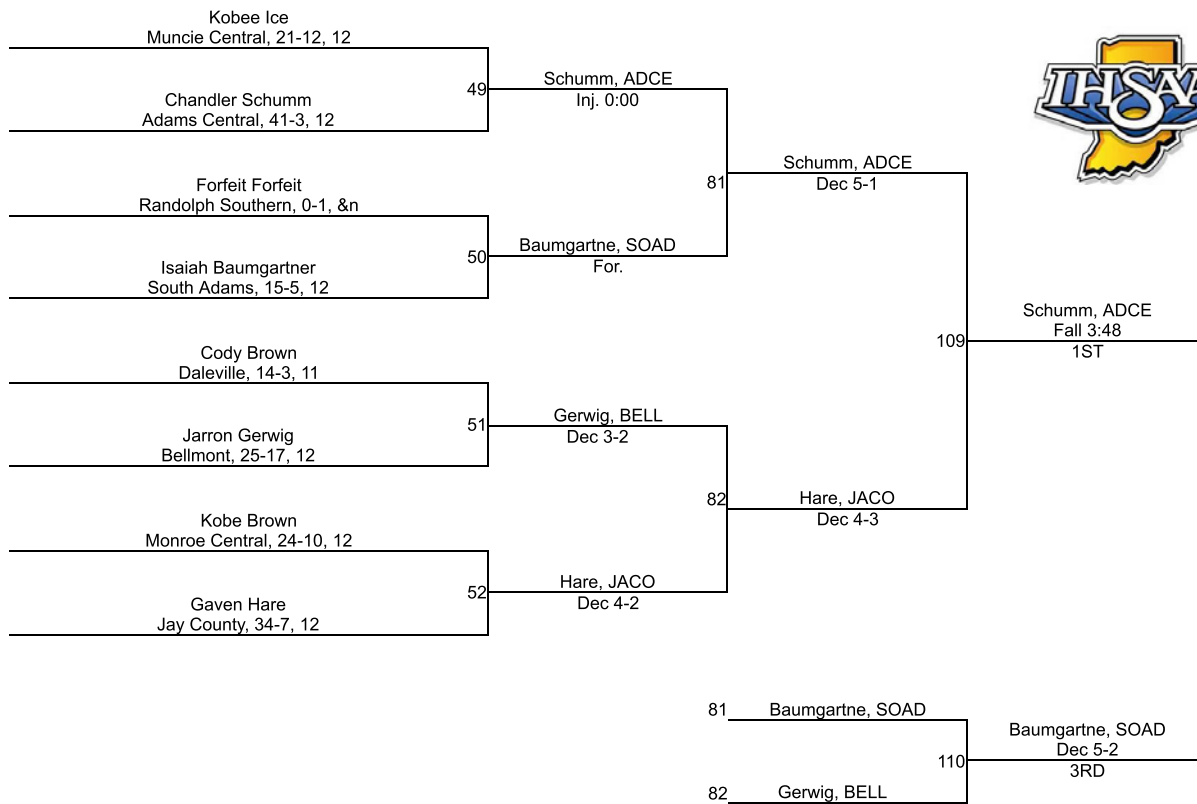 Kobee Ice
Muncie Central, 21-12, 12
49
Schumm, ADCE
Inj. 0:00
Chandler Schumm
Adams Central, 41-3, 12
81
Schumm, ADCE
Dec 5-1
Forfeit Forfeit
Randolph Southern, 0-1, &n
50
Baumgartne, SOAD
For.
Isaiah Baumgartner
South Adams, 15-5, 12
109
Schumm, ADCE
Fall 3:48
1ST
Cody Brown
Daleville, 14-3, 11
51
Gerwig, BELL
Dec 3-2
Jarron Gerwig
Bellmont, 25-17, 12
82
Hare, JACO
Dec 4-3
Kobe Brown
Monroe Central, 24-10, 12
52
Hare, JACO
Dec 4-2
Gaven Hare
Jay County, 34-7, 12
81
Baumgartne, SOAD
110
Baumgartne, SOAD
Dec 5-2
3RD
82
Gerwig, BELL
IHSAA